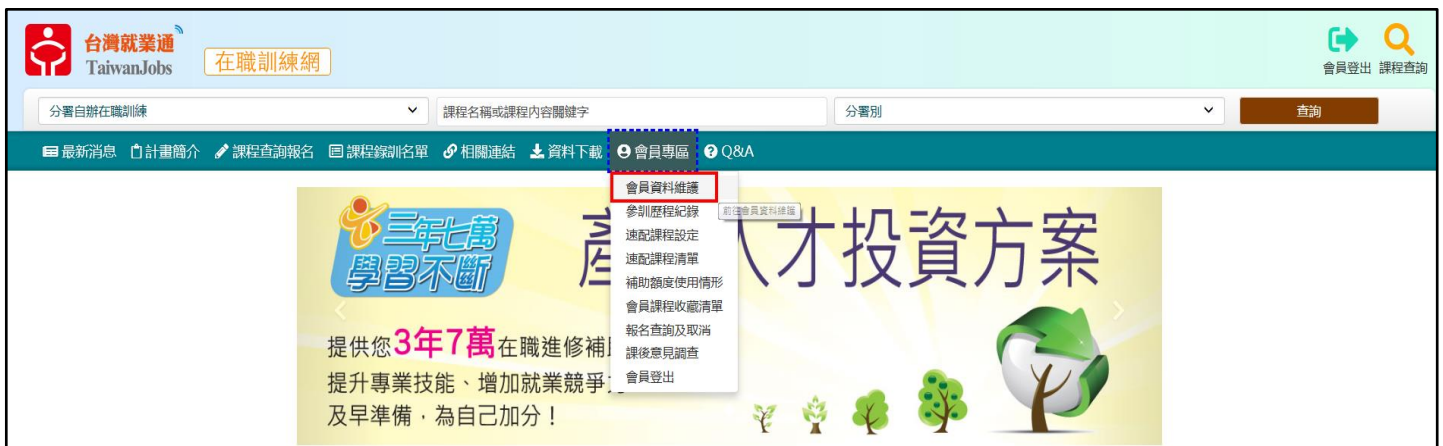 台灣就業通
TaiwanJobs
在職訓練網
會員登出 課程查詢
分署自辦在職訓練 課程名稱或課程內容關鍵字 分署別 查詢
最新消息 計畫簡介 課程查詢報名 課程錄訓名單 相關連結 資料下載 會員專區 Q&A
會員資料維護
參訓歷程紀錄
前往會員資料維護
速配課程設定
速配課程清單
補助額度使用情形
會員課程收藏清單
報名查詢及取消
課後意見調查
會員登出
三年七萬
學習不斷
產 人才投資方案
提供您3年7萬在職進修補
提升專業技能、增加就業競爭
及早準備，為自己加分！